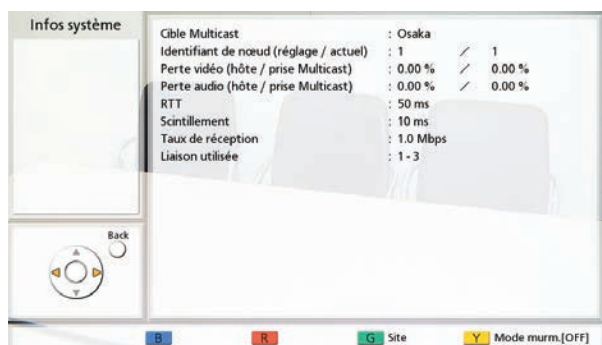 Infos système
Cible Multicast : Osaka
Identifiant de nœud (réglage / actuel) : 1 / 1
Perte vidéo (hôte / prise Multicast) : 0.00 % / 0.00 %
Perte audio (hôte / prise Multicast) : 0.00 % / 0.00 %
RTT : 50 ms
Scintillement : 10 ms
Taux de réception : 1.0 Mbps
Liaison utilisée : 1 - 3
Back
B R G Site Y Mode murm.[OFF]